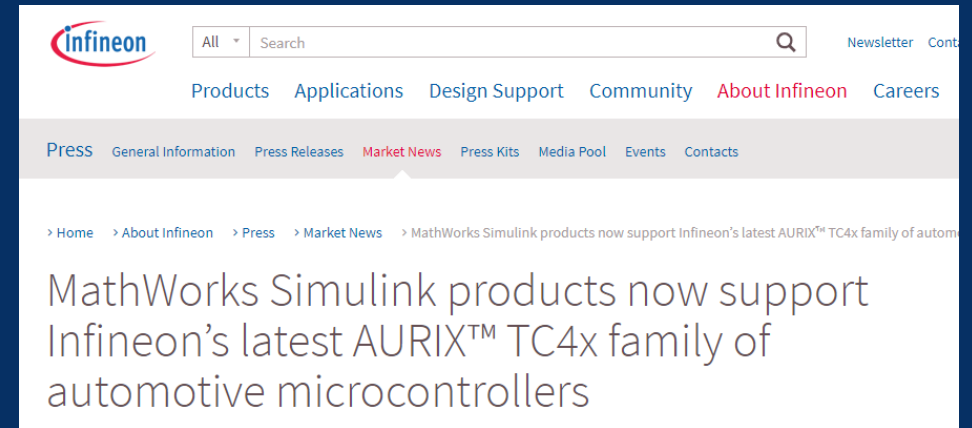 infineon
All Search Newsletter
Products Applications Design Support Community About Infineon Careers
Press General Information Press Releases Market News Press Kits Media Pool Events Contacts
> Home > About Infineon > Press > Market News > MathWorks Simulink products now support Infineon's latest AURIX™ TC4x family of
MathWorks Simulink products now support
Infineon’s latest AURIX™ TC4x family of
automotive microcontrollers